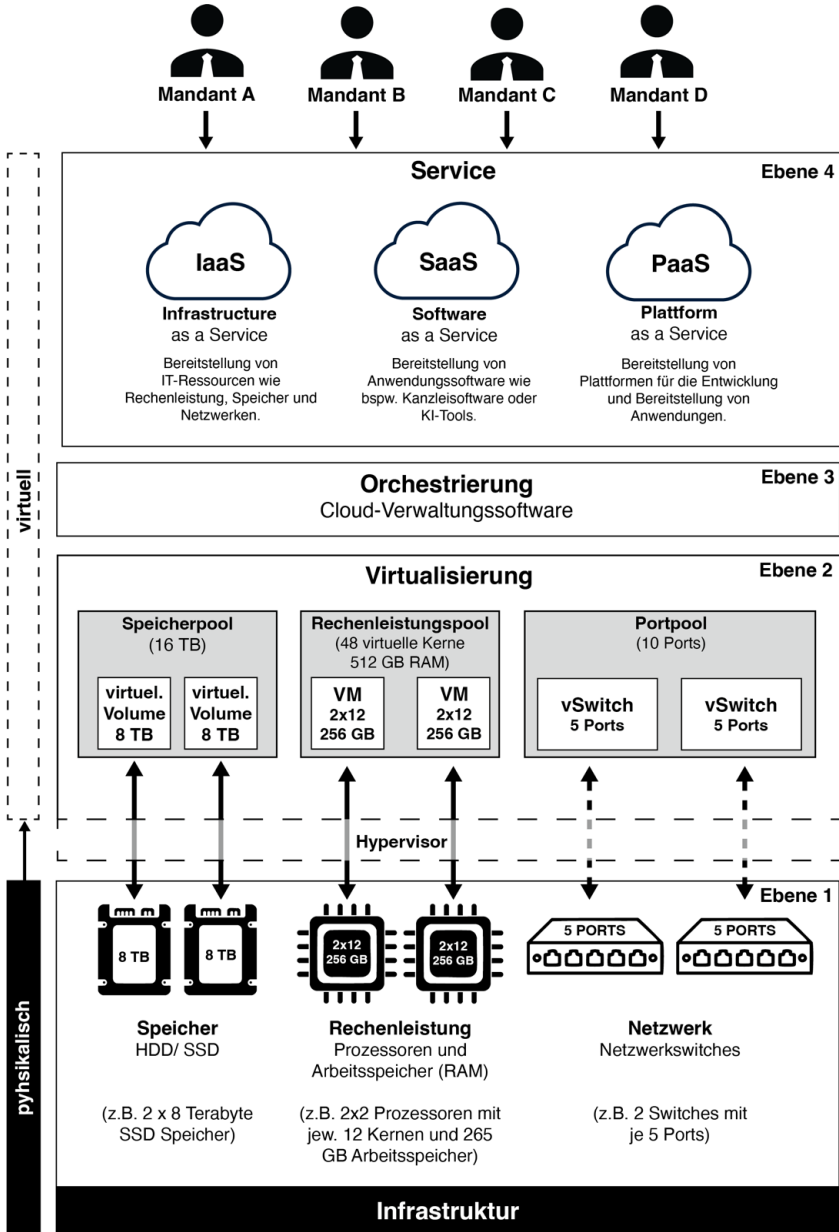 Mandant A
Mandant B
Mandant C
Mandant D
Service
Ebene 4
IaaS
Infrastructure
as a Service
Bereitstellung von
IT-Ressourcen wie
Rechenleistung, Speicher und
Netzwerken.
SaaS
Software
as a Service
Bereitstellung von
Anwendungssoftware wie
bspw. Kanzleisoftware oder
KI-Tools.
PaaS
Plattform
as a Service
Bereitstellung von
Plattformen für die Entwicklung
und Bereitstellung von
Anwendungen.
virtuell
Orchestrierung
Ebene 3
Cloud-Verwaltungssoftware
Virtualisierung
Ebene 2
Speicherpool
(16 TB)
virtuel.
Volume
8 TB
virtuel.
Volume
8 TB
Rechenleistungspool
(48 virtuelle Kerne
512 GB RAM)
VM
2x12
256 GB
VM
2x12
256 GB
Portpool
(10 Ports)
vSwitch
5 Ports
vSwitch
5 Ports
Hypervisor
pyhsikalisch
Ebene 1
8 TB
8 TB
Speicher
HDD/ SSD
(z.B. 2 x 8 Terabyte
SSD Speicher)
2x12
256 GB
2x12
256 GB
Rechenleistung
Prozessoren und
Arbeitsspeicher (RAM)
(z.B. 2x2 Prozessoren mit
jew. 12 Kernen und 265
GB Arbeitsspeicher)
5 PORTS
5 PORTS
Netzwerk
Netzwerkswitches
(z.B. 2 Switches mit
je 5 Ports)
Infrastruktur